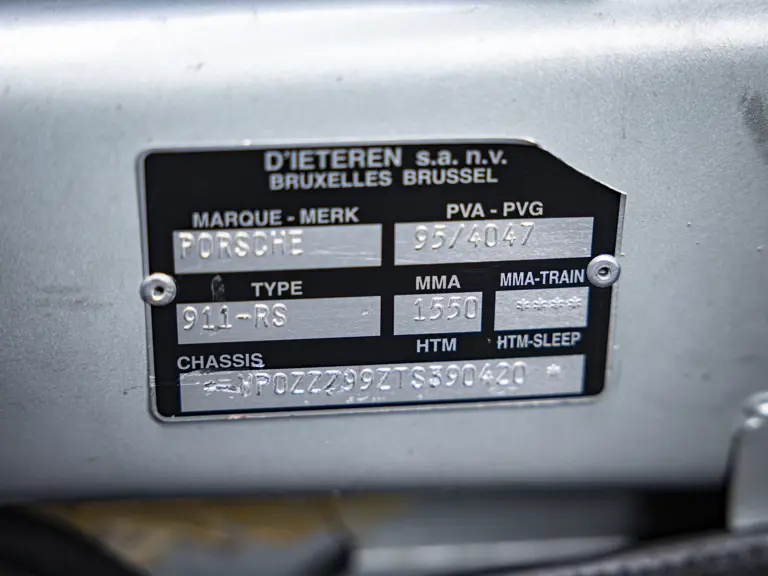 D'IETEREN s.a. n.v.
BRUXELLES BRUSSEL
MARQUE - MERK PVA - PVG
PORSCHE 95/4047
TYPE MMA MMA-TRAIN
911-RS 1550 ****
HTM HTM-SLEEP
CHASSIS
*WP0ZZZ99ZTS390420 *